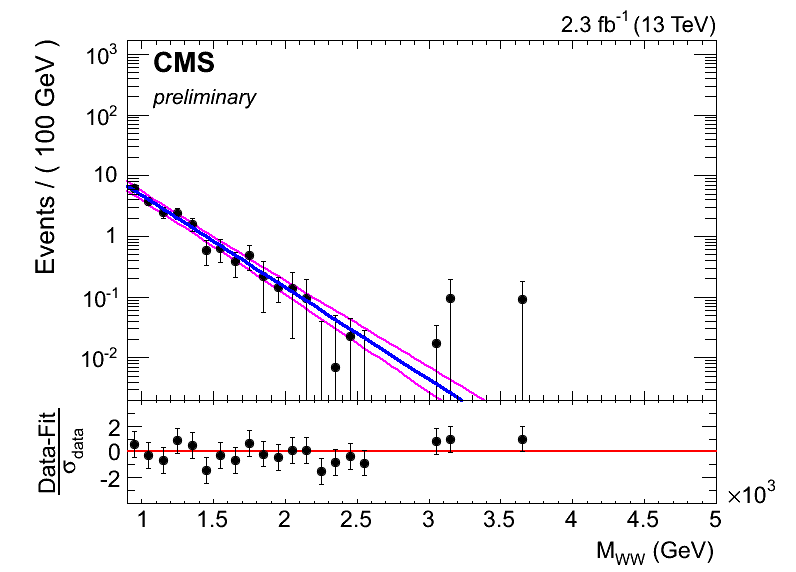 2.3 fb⁻¹ (13 TeV)
CMS
preliminary
Events / ( 100 GeV )
10³
10²
10
1
10⁻¹
10⁻²
Data-Fit
σdata
2
0
-2
×10³
1
1.5
2
2.5
3
3.5
4
4.5
5
M_WW (GeV)